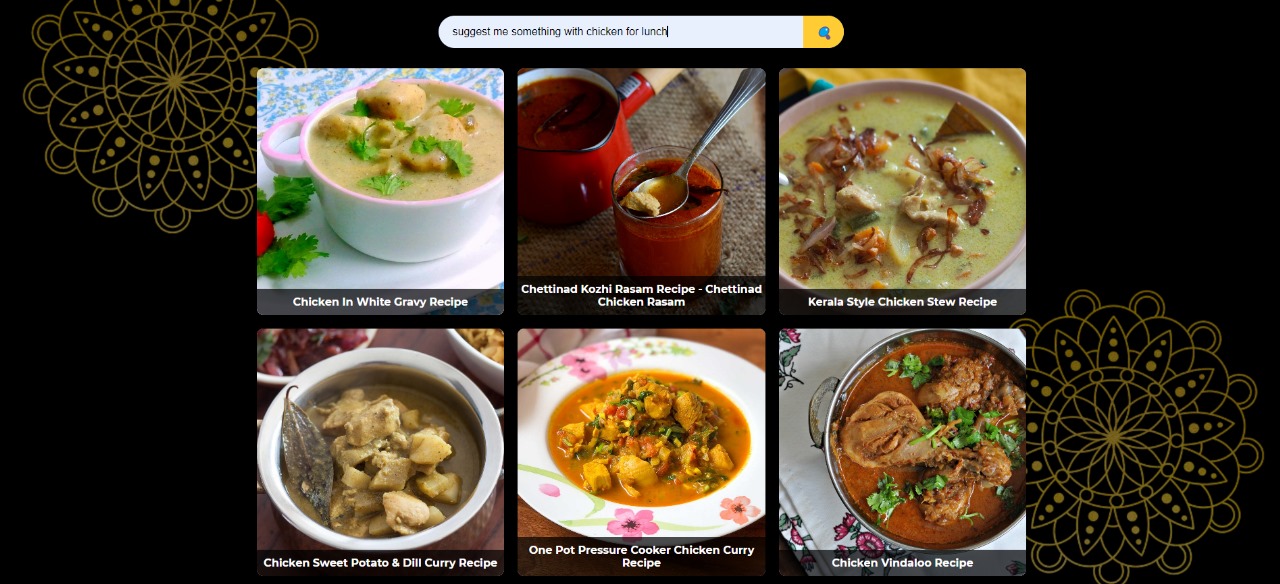 suggest me something with chicken for lunch
Chicken In White Gravy Recipe
Chettinad Kozhi Rasam Recipe - Chettinad
Chicken Rasam
Kerala Style Chicken Stew Recipe
Chicken Sweet Potato & Dill Curry Recipe
One Pot Pressure Cooker Chicken Curry
Recipe
Chicken Vindaloo Recipe